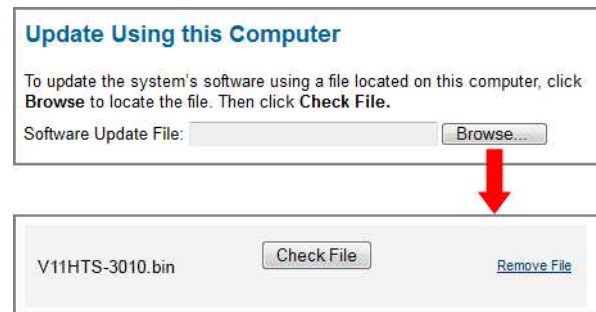 Update Using this Computer
To update the system's software using a file located on this computer, click
Browse to locate the file. Then click Check File.
Software Update File: Browse...
V11HTS-3010.bin Check File Remove File